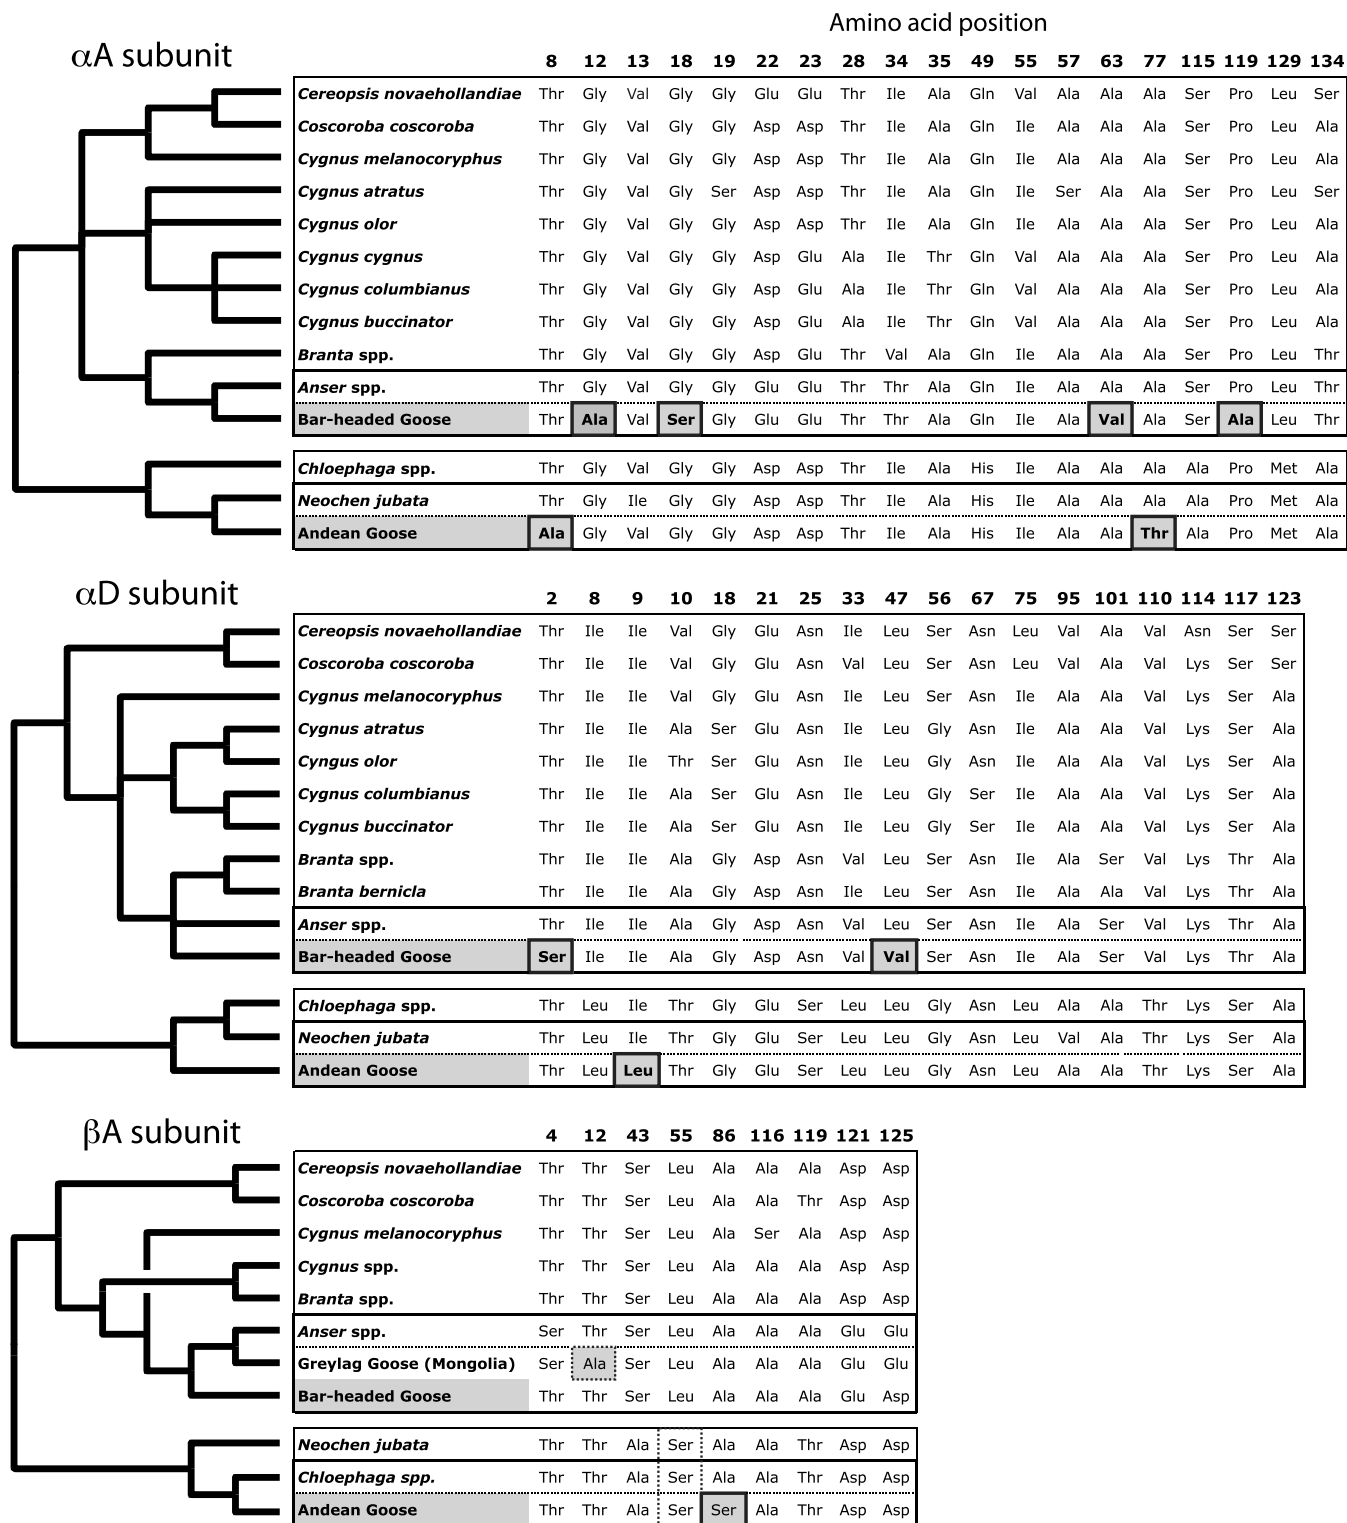 Amino acid position
αA subunit
8 12 13 18 19 22 23 28 34 35 49 55 57 63 77 115 119 129 134
Cereopsis novaehollandiae Thr Gly Val Gly Gly Glu Glu Thr Ile Ala Gln Val Ala Ala Ala Ser Pro Leu Ser
Coscoroba coscoroba Thr Gly Val Gly Gly Asp Asp Thr Ile Ala Gln Ile Ala Ala Ala Ser Pro Leu Ala
Cygnus melanocoryphus Thr Gly Val Gly Gly Asp Asp Thr Ile Ala Gln Ile Ala Ala Ala Ser Pro Leu Ala
Cygnus atratus Thr Gly Val Gly Ser Asp Asp Thr Ile Ala Gln Ile Ser Ala Ala Ser Pro Leu Ser
Cygnus olor Thr Gly Val Gly Gly Asp Asp Thr Ile Ala Gln Ile Ala Ala Ala Ser Pro Leu Ala
Cygnus cygnus Thr Gly Val Gly Gly Asp Glu Ala Ile Thr Gln Val Ala Ala Ala Ser Pro Leu Ala
Cygnus columbianus Thr Gly Val Gly Gly Asp Glu Ala Ile Thr Gln Val Ala Ala Ala Ser Pro Leu Ala
Cygnus buccinator Thr Gly Val Gly Gly Asp Glu Ala Ile Thr Gln Val Ala Ala Ala Ser Pro Leu Ala
Branta spp. Thr Gly Val Gly Gly Asp Glu Thr Val Ala Gln Ile Ala Ala Ala Ser Pro Leu Thr
Anser spp. Thr Gly Val Gly Gly Glu Glu Thr Thr Ala Gln Ile Ala Ala Ala Ser Pro Leu Thr
Bar-headed Goose Thr Ala Val Ser Gly Glu Glu Thr Thr Ala Gln Ile Ala Val Ala Ser Ala Leu Thr
Chloephaga spp. Thr Gly Val Gly Gly Asp Asp Thr Ile Ala His Ile Ala Ala Ala Ala Pro Met Ala
Neochen jubata Thr Gly Ile Gly Gly Asp Asp Thr Ile Ala His Ile Ala Ala Ala Ala Pro Met Ala
Andean Goose Ala Gly Val Gly Gly Asp Asp Thr Ile Ala His Ile Ala Ala Thr Ala Pro Met Ala
αD subunit
2 8 9 10 18 21 25 33 47 56 67 75 95 101 110 114 117 123
Cereopsis novaehollandiae Thr Ile Ile Val Gly Glu Asn Ile Leu Ser Asn Leu Val Ala Val Asn Ser Ser
Coscoroba coscoroba Thr Ile Ile Val Gly Glu Asn Val Leu Ser Asn Leu Val Ala Val Lys Ser Ser
Cygnus melanocoryphus Thr Ile Ile Val Gly Glu Asn Ile Leu Ser Asn Ile Ala Ala Val Lys Ser Ala
Cygnus atratus Thr Ile Ile Ala Ser Glu Asn Ile Leu Gly Asn Ile Ala Ala Val Lys Ser Ala
Cyngus olor Thr Ile Ile Thr Ser Glu Asn Ile Leu Gly Asn Ile Ala Ala Val Lys Ser Ala
Cygnus columbianus Thr Ile Ile Ala Ser Glu Asn Ile Leu Gly Ser Ile Ala Ala Val Lys Ser Ala
Cygnus buccinator Thr Ile Ile Ala Ser Glu Asn Ile Leu Gly Ser Ile Ala Ala Val Lys Ser Ala
Branta spp. Thr Ile Ile Ala Gly Asp Asn Val Leu Ser Asn Ile Ala Ser Val Lys Thr Ala
Branta bernicla Thr Ile Ile Ala Gly Asp Asn Ile Leu Ser Asn Ile Ala Ala Val Lys Thr Ala
Anser spp. Thr Ile Ile Ala Gly Asp Asn Val Leu Ser Asn Ile Ala Ser Val Lys Thr Ala
Bar-headed Goose Ser Ile Ile Ala Gly Asp Asn Val Val Ser Asn Ile Ala Ser Val Lys Thr Ala
Chloephaga spp. Thr Leu Ile Thr Gly Glu Ser Leu Leu Gly Asn Leu Ala Ala Thr Lys Ser Ala
Neochen jubata Thr Leu Ile Thr Gly Glu Ser Leu Leu Gly Asn Leu Val Ala Thr Lys Ser Ala
Andean Goose Thr Leu Leu Thr Gly Glu Ser Leu Leu Gly Asn Leu Ala Ala Thr Lys Ser Ala
βA subunit
4 12 43 55 86 116 119 121 125
Cereopsis novaehollandiae Thr Thr Ser Leu Ala Ala Ala Asp Asp
Coscoroba coscoroba Thr Thr Ser Leu Ala Ala Thr Asp Asp
Cygnus melanocoryphus Thr Thr Ser Leu Ala Ser Ala Asp Asp
Cygnus spp. Thr Thr Ser Leu Ala Ala Ala Asp Asp
Branta spp. Thr Thr Ser Leu Ala Ala Ala Asp Asp
Anser spp. Ser Thr Ser Leu Ala Ala Ala Glu Glu
Greylag Goose (Mongolia) Ser Ala Ser Leu Ala Ala Ala Glu Glu
Bar-headed Goose Thr Thr Ser Leu Ala Ala Ala Glu Asp
Neochen jubata Thr Thr Ala Ser Ala Ala Thr Asp Asp
Chloephaga spp. Thr Thr Ala Ser Ala Ala Thr Asp Asp
Andean Goose Thr Thr Ala Ser Ser Ala Thr Asp Asp